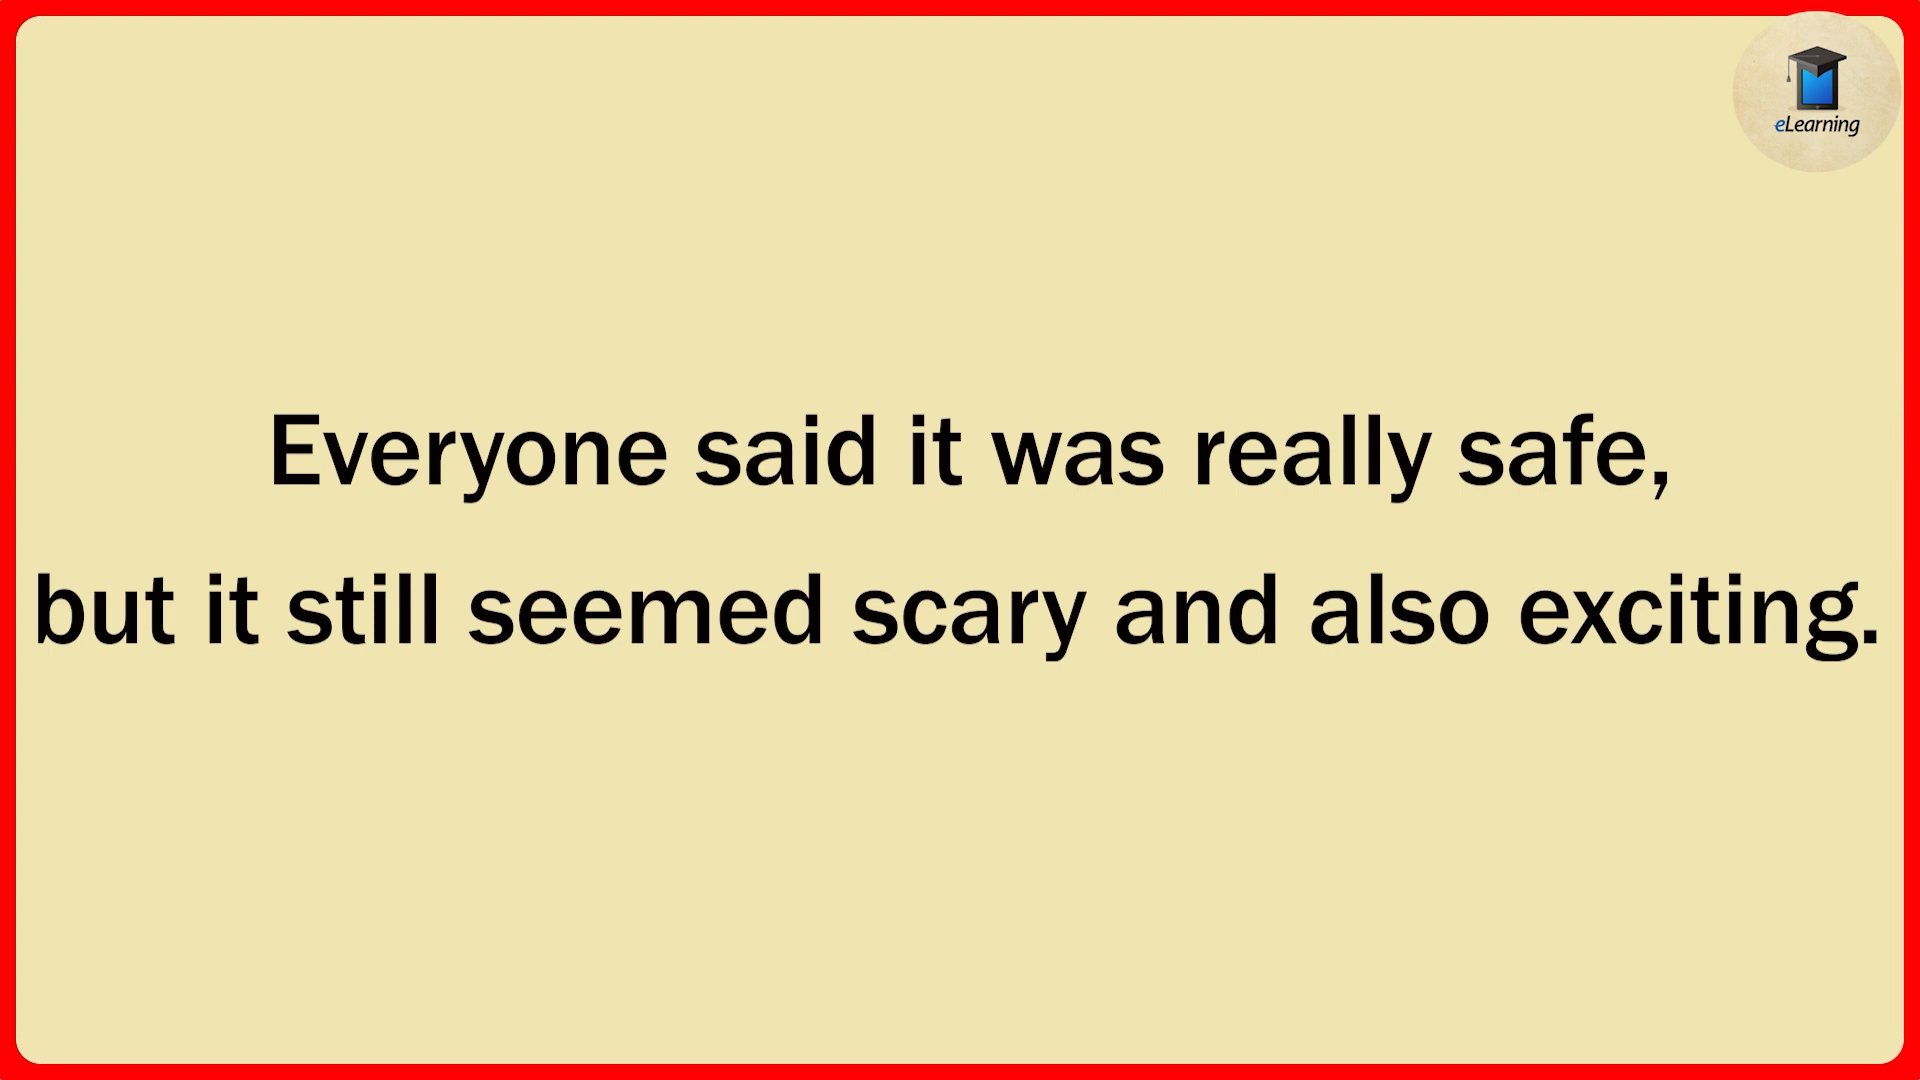 eLearning
Everyone said it was really safe,
but it still seemed scary and also exciting.